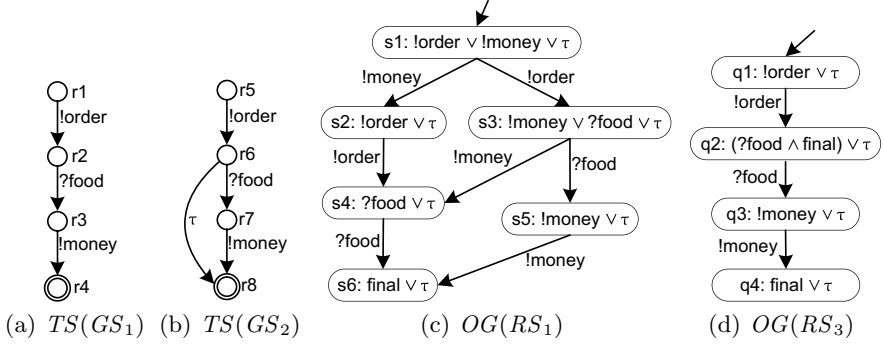 r1
!order
r2
?food
r3
!money
r4
(a) TS(GS₁)
r5
!order
r6
?food
τ
r7
!money
r8
(b) TS(GS₂)
s1: !order ∨ !money ∨ τ
!money
!order
s2: !order ∨ τ
s3: !money ∨ ?food ∨ τ
!order
!money
?food
s4: ?food ∨ τ
s5: !money ∨ τ
?food
!money
s6: final ∨ τ
(c) OG(RS₁)
q1: !order ∨ τ
!order
q2: (?food ∧ final) ∨ τ
?food
q3: !money ∨ τ
!money
q4: final ∨ τ
(d) OG(RS₃)